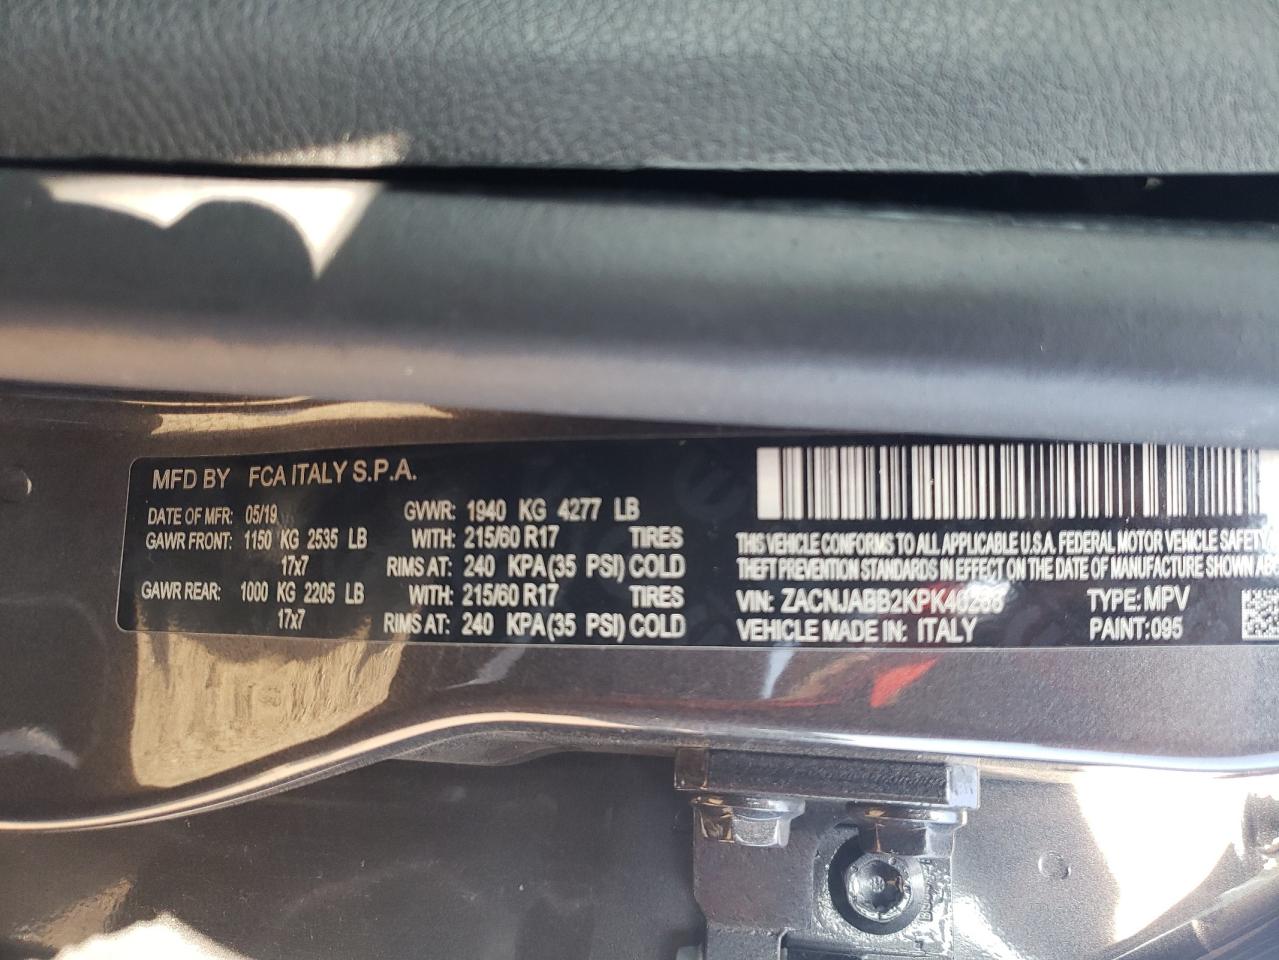 MFD BY FCA ITALY S.P.A.
DATE OF MFR: 05/19 GVWR: 1940 KG 4277 LB
GAWR FRONT: 1150 KG 2535 LB WITH: 215/60 R17 TIRES
17x7 RIMS AT: 240 KPA (35 PSI) COLD
GAWR REAR: 1000 KG 2205 LB WITH: 215/60 R17 TIRES
17x7 RIMS AT: 240 KPA (35 PSI) COLD
THIS VEHICLE CONFORMS TO ALL APPLICABLE U.S.A. FEDERAL MOTOR VEHICLE SAFETY
THEFT PREVENTION STANDARDS IN EFFECT ON THE DATE OF MANUFACTURE SHOWN
VIN: TYPE: MPV
VEHICLE MADE IN: ITALY PAINT: 095